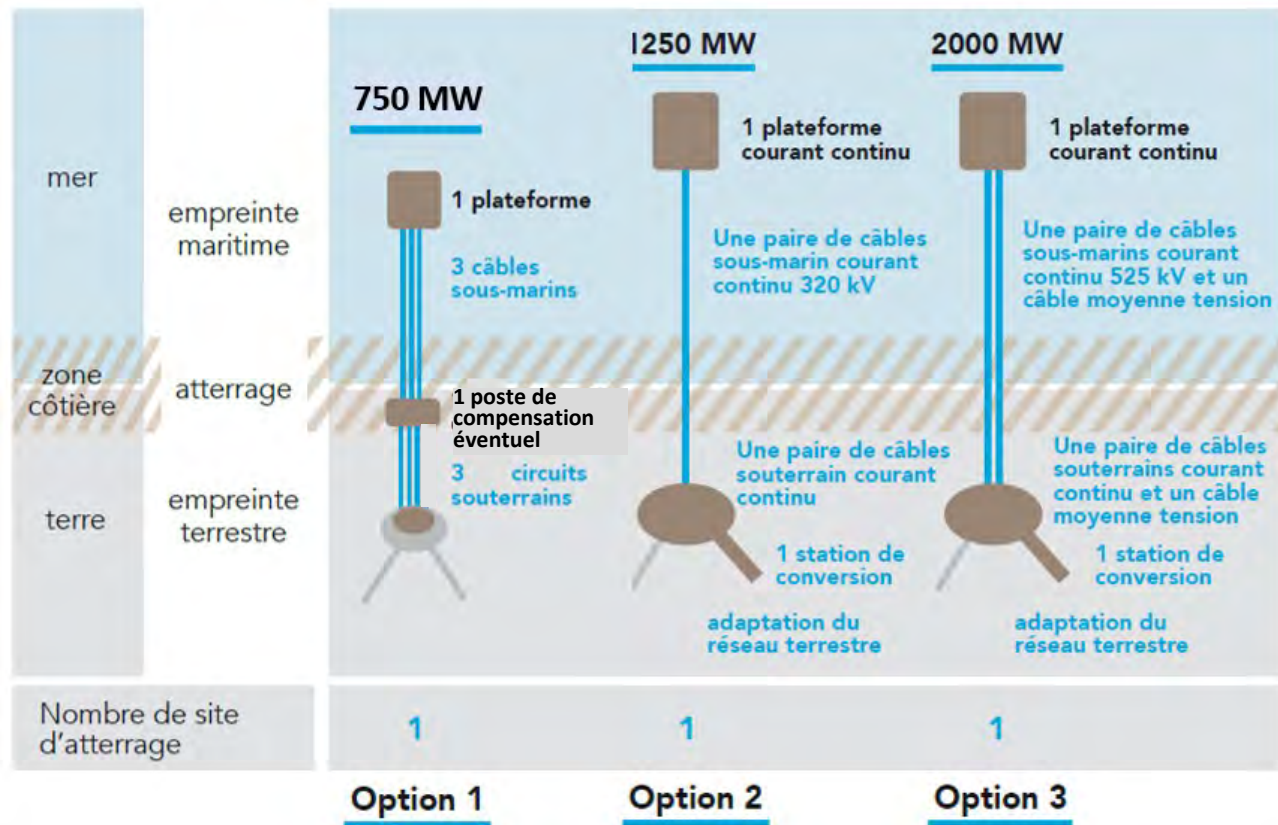 750 MW
1250 MW
2000 MW
mer
empreinte
maritime
1 plateforme
3 câbles
sous-marins
1 plateforme
courant continu
Une paire de câbles
sous-marin courant
continu 320 kV
1 plateforme
courant continu
Une paire de câbles
sous-marins courant
continu 525 kV et un
câble moyenne tension
zone
côtière
atterrage
1 poste de
compensation
éventuel
terre
empreinte
terrestre
3 circuits
souterrains
Une paire de câbles
souterrain courant
continu
1 station de
conversion
adaptation du
réseau terrestre
Une paire de câbles
souterrains courant
continu et un câble
moyenne tension
1 station de
conversion
adaptation du
réseau terrestre
Nombre de site
d'atterrage
1
1
1
Option 1
Option 2
Option 3